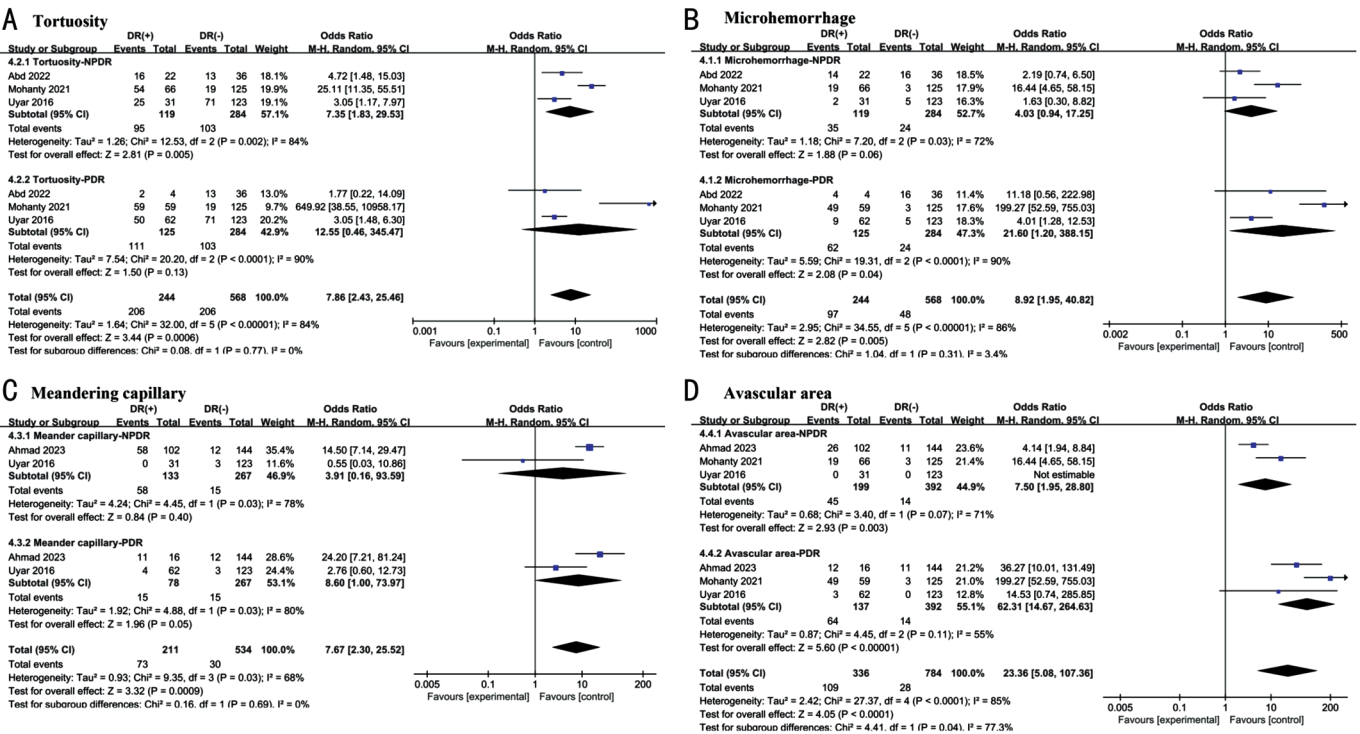 A Tortuosity
DR(+) DR(-) Odds Ratio Odds Ratio
Study or Subgroup Events Total Events Total Weight M-H. Random. 95% CI M-H. Random. 95% CI
4.2.1 Tortuosity-NPDR
Abd 2022 16 22 13 36 18.1% 4.72 [1.48, 15.03]
Mohanty 2021 54 66 19 125 19.9% 25.11 [11.35, 55.51]
Uyar 2016 25 31 71 123 19.1% 3.05 [1.17, 7.97]
Subtotal (95% CI) 119 284 57.1% 7.35 [1.83, 29.53]
Total events 95 103
Heterogeneity: Tau² = 1.26; Chi² = 12.53, df = 2 (P = 0.002); I² = 84%
Test for overall effect: Z = 2.81 (P = 0.005)
4.2.2 Tortuosity-PDR
Abd 2022 2 4 13 36 13.0% 1.77 [0.22, 14.09]
Mohanty 2021 59 59 19 125 9.7% 649.92 [38.55, 10958.17]
Uyar 2016 50 62 71 123 20.2% 3.05 [1.48, 6.30]
Subtotal (95% CI) 125 284 42.9% 12.55 [0.46, 345.47]
Total events 111 103
Heterogeneity: Tau² = 7.54; Chi² = 20.20, df = 2 (P < 0.0001); I² = 90%
Test for overall effect: Z = 1.50 (P = 0.13)
Total (95% CI) 244 568 100.0% 7.86 [2.43, 25.46]
Total events 206 206
Heterogeneity: Tau² = 1.64; Chi² = 32.00, df = 5 (P < 0.00001); I² = 84%
Test for overall effect: Z = 3.44 (P = 0.0006)
Test for subgroup differences: Chi² = 0.08. df = 1 (P = 0.77). I² = 0%
0.001 0.1 1 10 1000
Favours [experimental] Favours [control]
B Microhemorrhage
DR(+) DR(-) Odds Ratio Odds Ratio
Study or Subgroup Events Total Events Total Weight M-H. Random. 95% CI M-H. Random. 95% CI
4.1.1 Microhemorrhage-NPDR
Abd 2022 14 22 16 36 18.5% 2.19 [0.74, 6.50]
Mohanty 2021 19 66 3 125 17.9% 16.44 [4.65, 58.15]
Uyar 2016 2 31 5 123 16.3% 1.63 [0.30, 8.82]
Subtotal (95% CI) 119 284 52.7% 4.03 [0.94, 17.25]
Total events 35 24
Heterogeneity: Tau² = 1.18; Chi² = 7.20, df = 2 (P = 0.03); I² = 72%
Test for overall effect: Z = 1.88 (P = 0.06)
4.1.2 Microhemorrhage-PDR
Abd 2022 4 4 16 36 11.4% 11.18 [0.56, 222.98]
Mohanty 2021 49 59 3 125 17.6% 199.27 [52.59, 755.03]
Uyar 2016 9 62 5 123 18.3% 4.01 [1.28, 12.53]
Subtotal (95% CI) 125 284 47.3% 21.60 [1.20, 388.15]
Total events 62 24
Heterogeneity: Tau² = 5.59; Chi² = 19.31, df = 2 (P < 0.0001); I² = 90%
Test for overall effect: Z = 2.08 (P = 0.04)
Total (95% CI) 244 568 100.0% 8.92 [1.95, 40.82]
Total events 97 48
Heterogeneity: Tau² = 2.95; Chi² = 34.55, df = 5 (P < 0.00001); I² = 86%
Test for overall effect: Z = 2.82 (P = 0.005)
Test for subgroup differences: Chi² = 1.04. df = 1 (P = 0.31). I² = 3.4%
0.002 0.1 1 10 500
Favours [experimental] Favours [control]
C Meandering capillary
DR(+) DR(-) Odds Ratio Odds Ratio
Study or Subgroup Events Total Events Total Weight M-H. Random. 95% CI M-H. Random. 95% CI
4.3.1 Meander capillary-NPDR
Ahmad 2023 58 102 12 144 35.4% 14.50 [7.14, 29.47]
Uyar 2016 0 31 3 123 11.6% 0.55 [0.03, 10.86]
Subtotal (95% CI) 133 267 46.9% 3.91 [0.16, 93.59]
Total events 58 15
Heterogeneity: Tau² = 4.24; Chi² = 4.45, df = 1 (P = 0.03); I² = 78%
Test for overall effect: Z = 0.84 (P = 0.40)
4.3.2 Meander capillary-PDR
Ahmad 2023 11 16 12 144 28.6% 24.20 [7.21, 81.24]
Uyar 2016 4 62 3 123 24.4% 2.76 [0.60, 12.73]
Subtotal (95% CI) 78 267 53.1% 8.60 [1.00, 73.97]
Total events 15 15
Heterogeneity: Tau² = 1.92; Chi² = 4.88, df = 1 (P = 0.03); I² = 80%
Test for overall effect: Z = 1.96 (P = 0.05)
Total (95% CI) 211 534 100.0% 7.67 [2.30, 25.52]
Total events 73 30
Heterogeneity: Tau² = 0.93; Chi² = 9.35, df = 3 (P = 0.03); I² = 68%
Test for overall effect: Z = 3.32 (P = 0.0009)
Test for subgroup differences: Chi² = 0.16. df = 1 (P = 0.69). I² = 0%
0.005 0.1 1 10 200
Favours [experimental] Favours [control]
D Avascular area
DR(+) DR(-) Odds Ratio Odds Ratio
Study or Subgroup Events Total Events Total Weight M-H. Random. 95% CI M-H. Random. 95% CI
4.4.1 Avascular area-NPDR
Ahmad 2023 26 102 11 144 23.6% 4.14 [1.94, 8.84]
Mohanty 2021 19 66 3 125 21.4% 16.44 [4.65, 58.15]
Uyar 2016 0 31 0 123 Not estimable
Subtotal (95% CI) 199 392 44.9% 7.50 [1.95, 28.80]
Total events 45 14
Heterogeneity: Tau² = 0.68; Chi² = 3.40, df = 1 (P = 0.07); I² = 71%
Test for overall effect: Z = 2.93 (P = 0.003)
4.4.2 Avascular area-PDR
Ahmad 2023 12 16 11 144 21.2% 36.27 [10.01, 131.49]
Mohanty 2021 49 59 3 125 21.0% 199.27 [52.59, 755.03]
Uyar 2016 3 62 0 123 12.8% 14.53 [0.74, 285.85]
Subtotal (95% CI) 137 392 55.1% 62.31 [14.67, 264.63]
Total events 64 14
Heterogeneity: Tau² = 0.87; Chi² = 4.45, df = 2 (P = 0.11); I² = 55%
Test for overall effect: Z = 5.60 (P < 0.00001)
Total (95% CI) 336 784 100.0% 23.36 [5.08, 107.36]
Total events 109 28
Heterogeneity: Tau² = 2.42; Chi² = 27.37, df = 4 (P < 0.0001); I² = 85%
Test for overall effect: Z = 4.05 (P < 0.0001)
Test for subgroup differences: Chi² = 4.41. df = 1 (P = 0.04). I² = 77.3%
0.005 0.1 1 10 200
Favours [experimental] Favours [control]